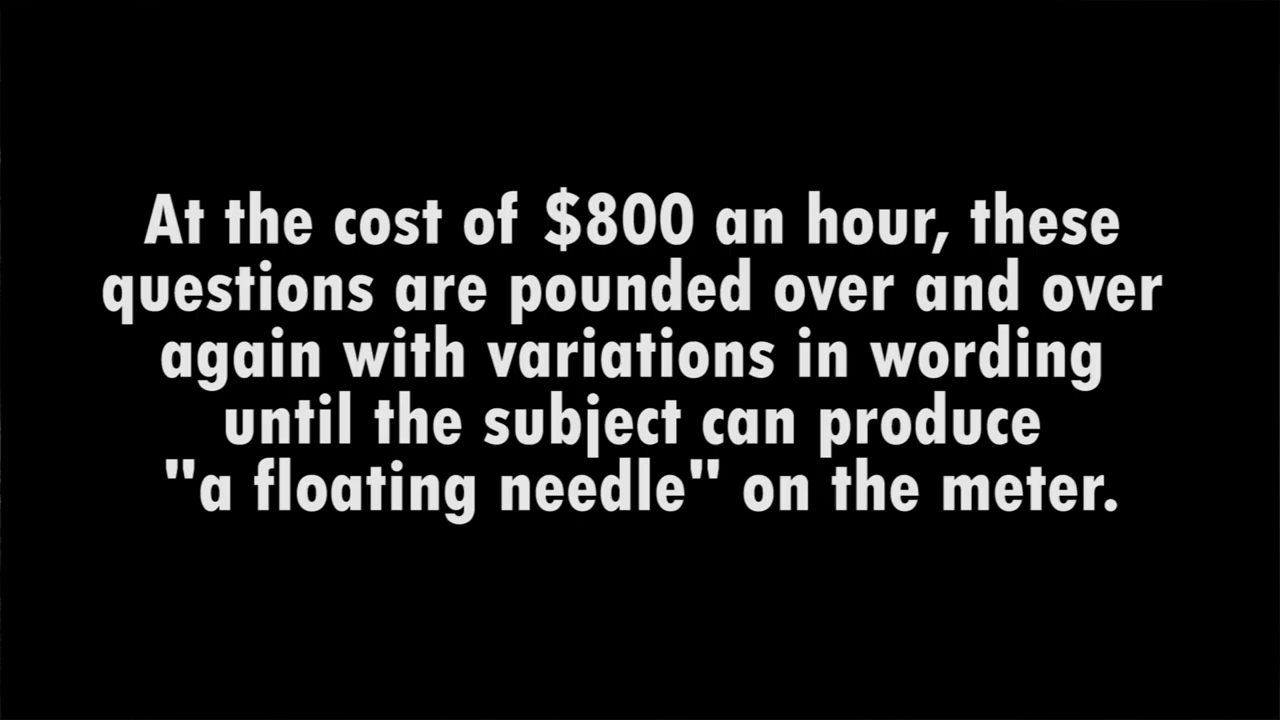 At the cost of $800 an hour, these
questions are pounded over and over
again with variations in wording
until the subject can produce
"a floating needle" on the meter.